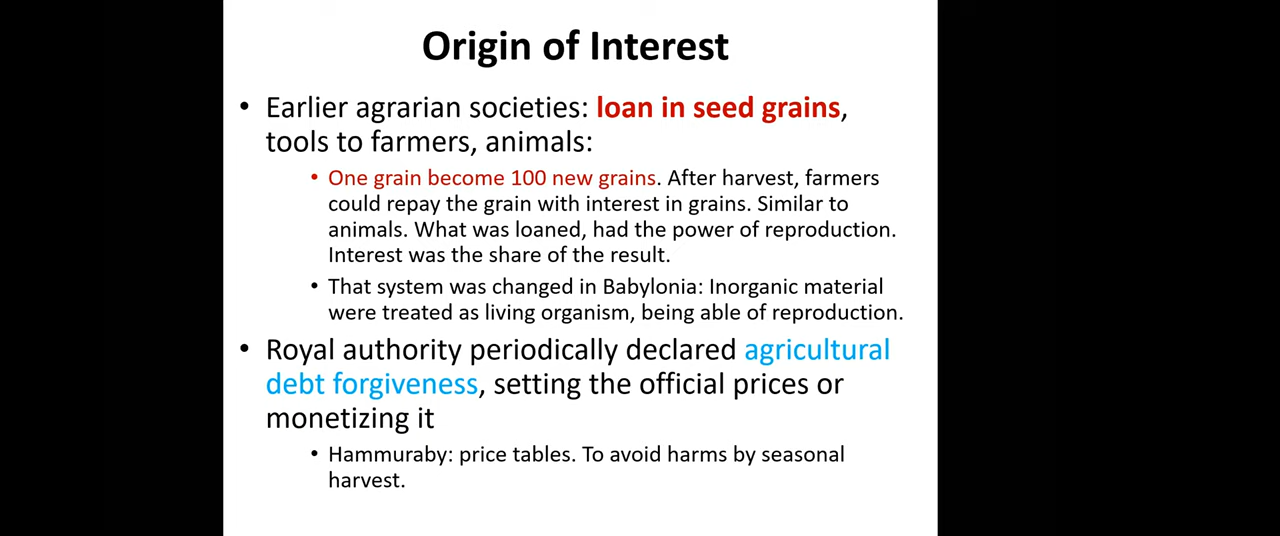 Origin of Interest
• Earlier agrarian societies: loan in seed grains,
tools to farmers, animals:
• One grain become 100 new grains. After harvest, farmers
could repay the grain with interest in grains. Similar to
animals. What was loaned, had the power of reproduction.
Interest was the share of the result.
• That system was changed in Babylonia: Inorganic material
were treated as living organism, being able of reproduction.
• Royal authority periodically declared agricultural
debt forgiveness, setting the official prices or
monetizing it
• Hammuraby: price tables. To avoid harms by seasonal
harvest.